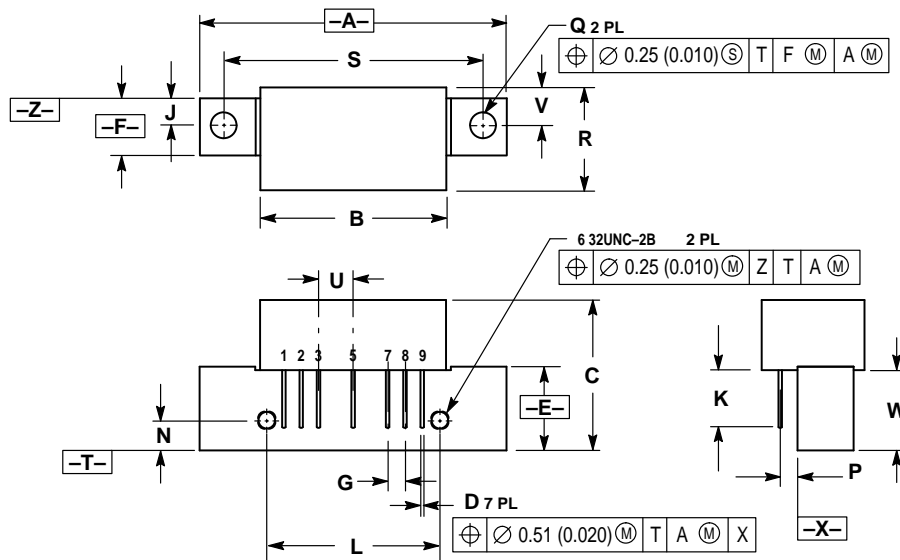 –A–
Q 2 PL
⌖ ∅ 0.25 (0.010) Ⓢ T F Ⓜ A Ⓜ
S
–Z–
J
–F–
V
R
B
6 32UNC–2B 2 PL
⌖ ∅ 0.25 (0.010) Ⓜ Z T A Ⓜ
U
1 2 3 5 7 8 9
C
K
W
–E–
N
–T–
P
G
D 7 PL
–X–
⌖ ∅ 0.51 (0.020) Ⓜ T A Ⓜ X
L